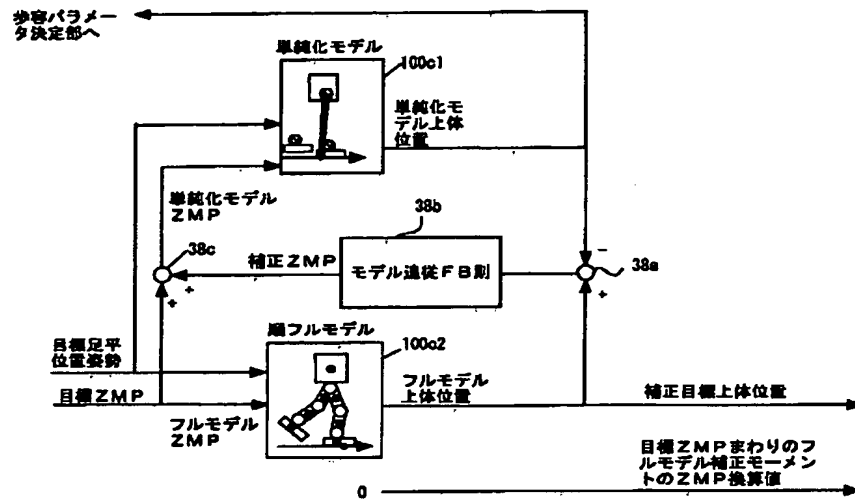 歩容パラメー
タ決定部へ
単純化モデル
100c1
単純化モ
デル上体
位置
単純化モデル
ZMP
38b
38c
補正ZMP
モデル追従FB則
−
38a
+
+
+
順フルモデル
目標足平
位置姿勢
100c2
フルモデル
上体位置
目標ZMP
フルモデル
ZMP
補正目標上体位置
目標ZMPまわりのフ
ルモデル補正モーメン
トのZMP換算値
0